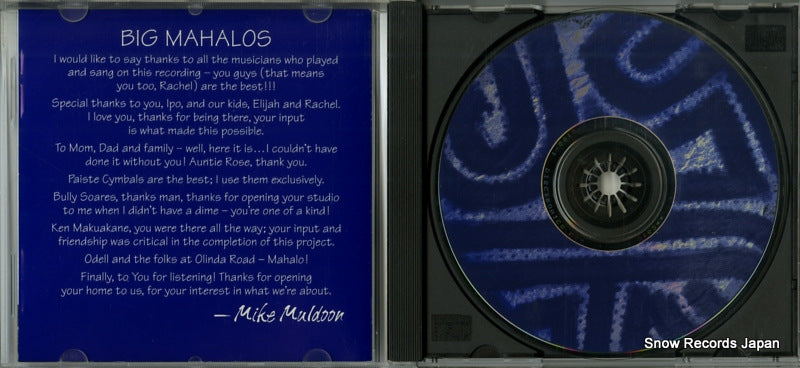 BIG MAHALOS
I would like to say thanks to all the musicians who played
and sang on this recording – you guys (that means
you too, Rachel) are the best!!!
Special thanks to you, Ipo, and our kids, Elijah and Rachel.
I love you, thanks for being there, your input
is what made this possible.
To Mom, Dad and family – well, here it is...I couldn't have
done it without you! Auntie Rose, thank you.
Paiste Cymbals are the best; I use them exclusively.
Bully Soares, thanks man, thanks for opening your studio
to me when I didn't have a dime – you're one of a kind!
Ken Makuakane, you were there all the way; your input and
friendship was critical in the completion of this project.
Odell and the folks at Olinda Road – Mahalo!
Finally, to You for listening! Thanks for opening
your home to us, for your interest in what we're about.
– Mike Muldoon
Snow Records Japan